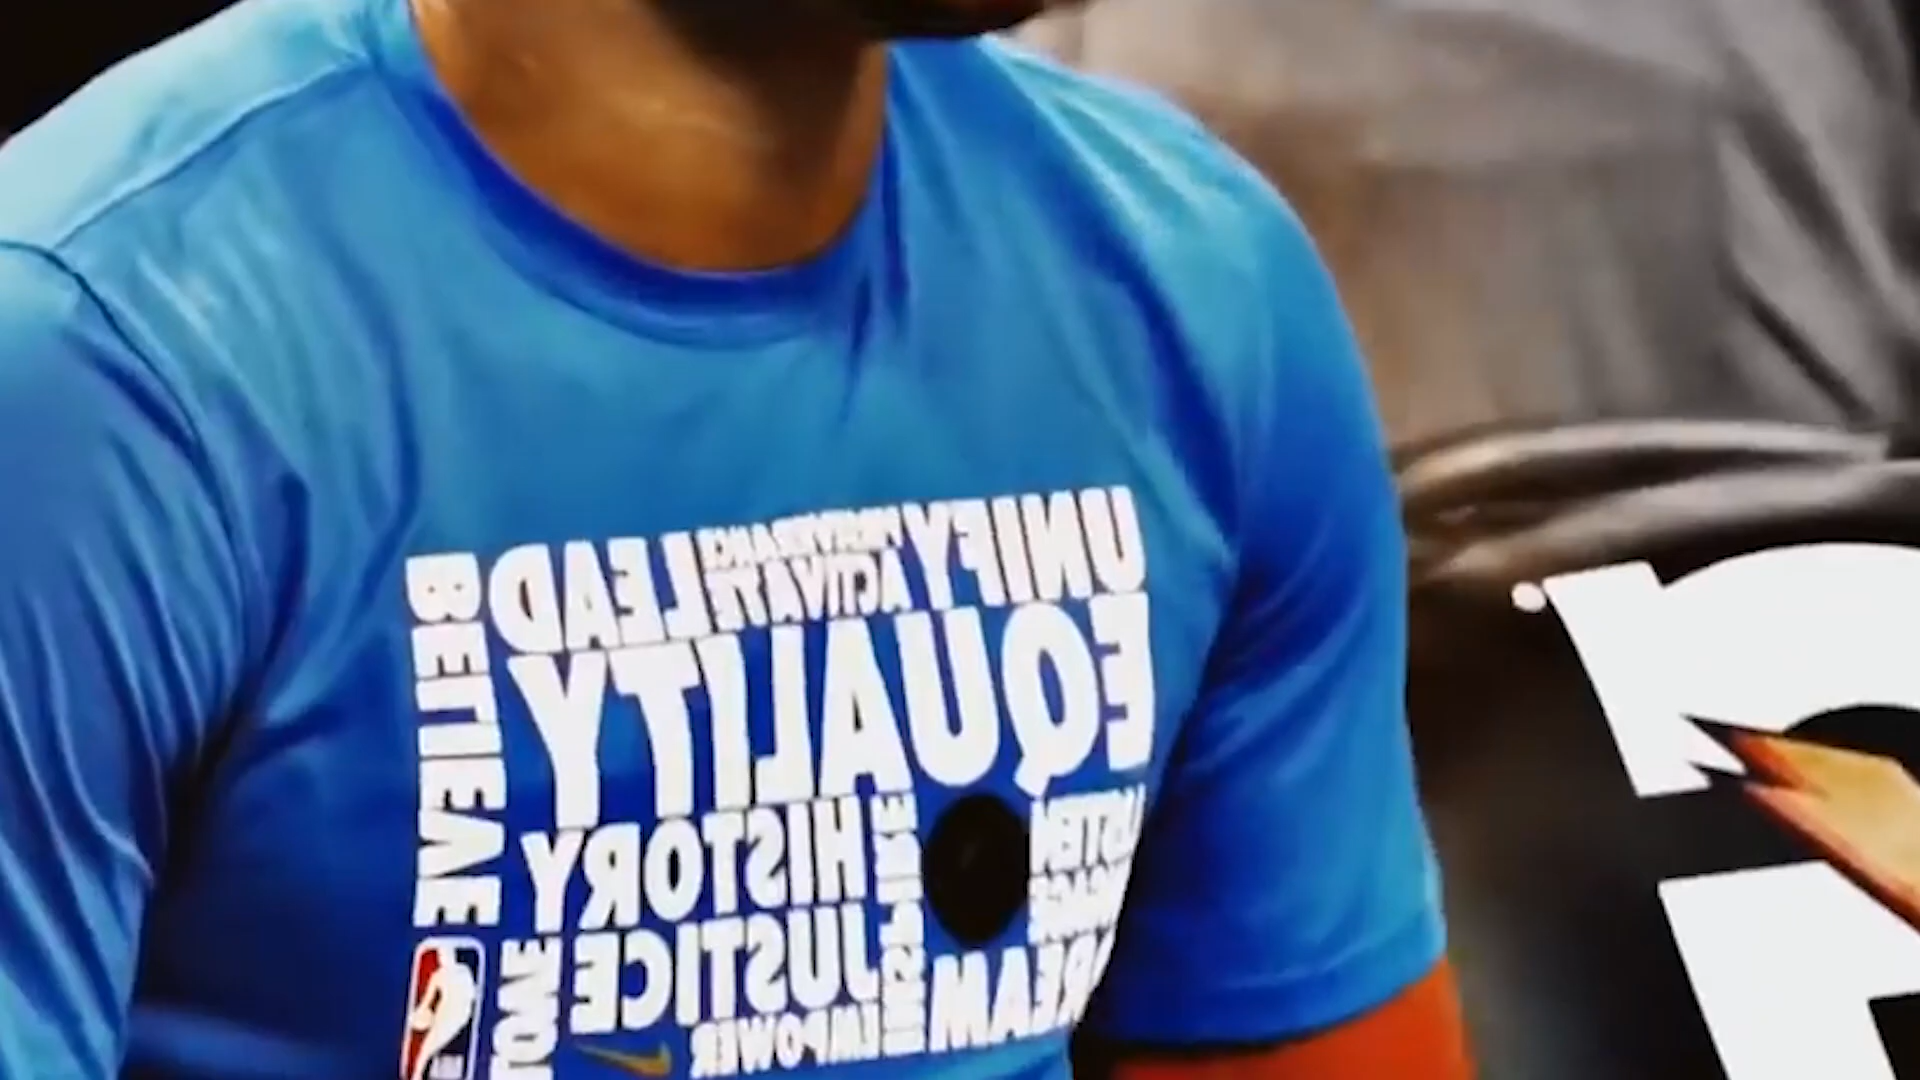 UNIFY
ACTIVATE
LEAD
BELIEVE
EQUALITY
LISTEN
HISTORY
DREAM
JUSTICE
EMPOWER